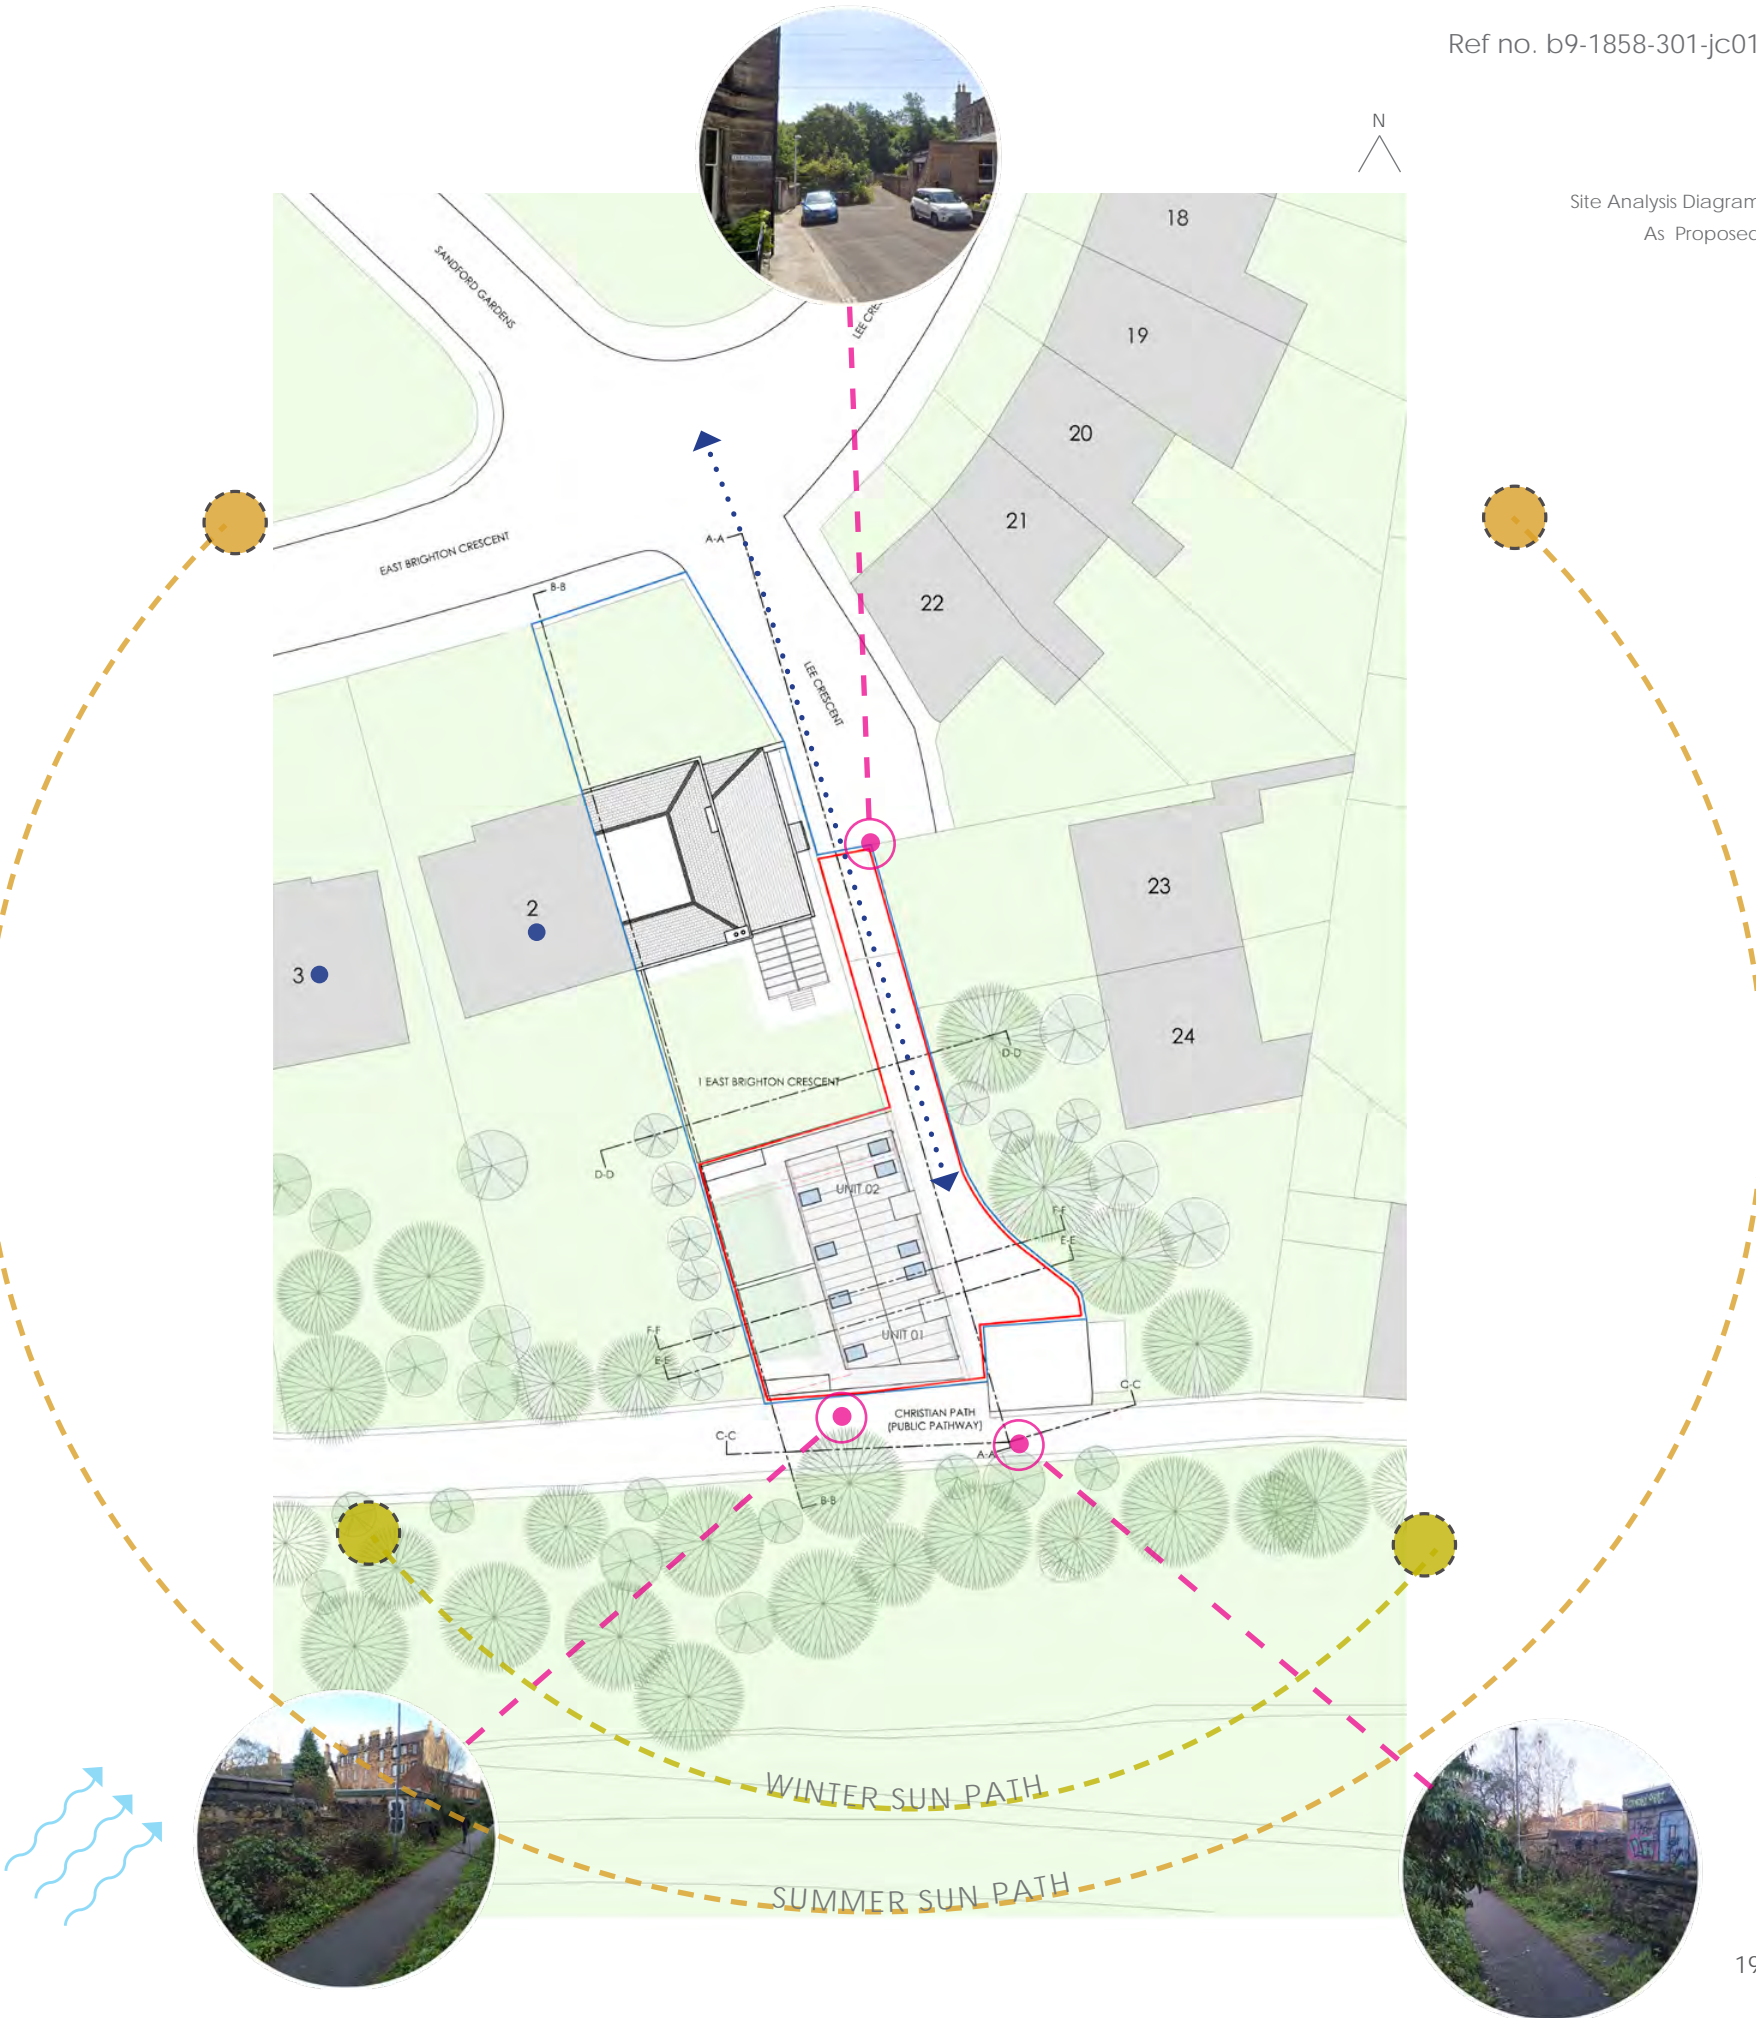 Ref no. b9-1858-301-jc01
N
Site Analysis Diagram
As Proposed
18
SANDFORD GARDENS
LEE CRES
19
20
21
A-A
EAST BRIGHTON CRESCENT
B-B
22
LEE CRESCENT
23
2
3
24
D-D
1 EAST BRIGHTON CRESCENT
D-D
UNIT 02
F-F
E-E
F-F
UNIT 01
E-E
C-C
CHRISTIAN PATH
(PUBLIC PATHWAY)
C-C
A-A
B-B
WINTER SUN PATH
SUMMER SUN PATH
19